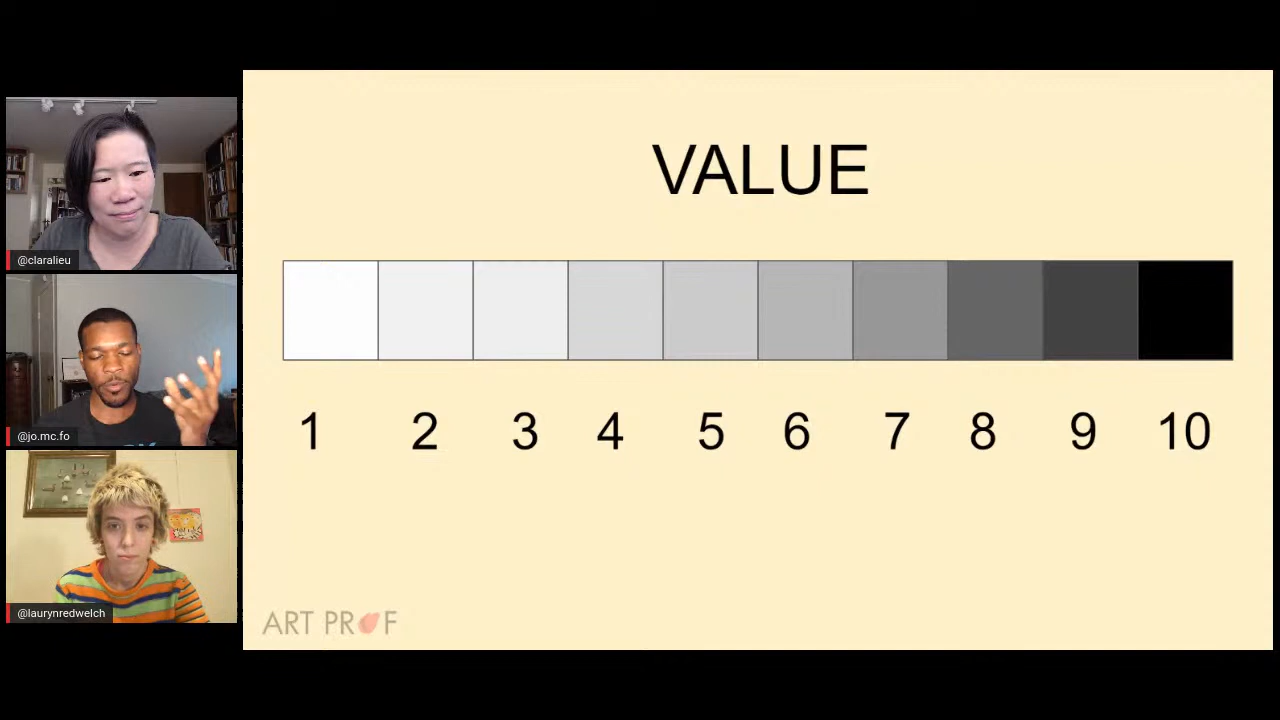 @claralieu
@jo.mc.fo
@laurynredwelch
VALUE
1 2 3 4 5 6 7 8 9 10
ART PROF